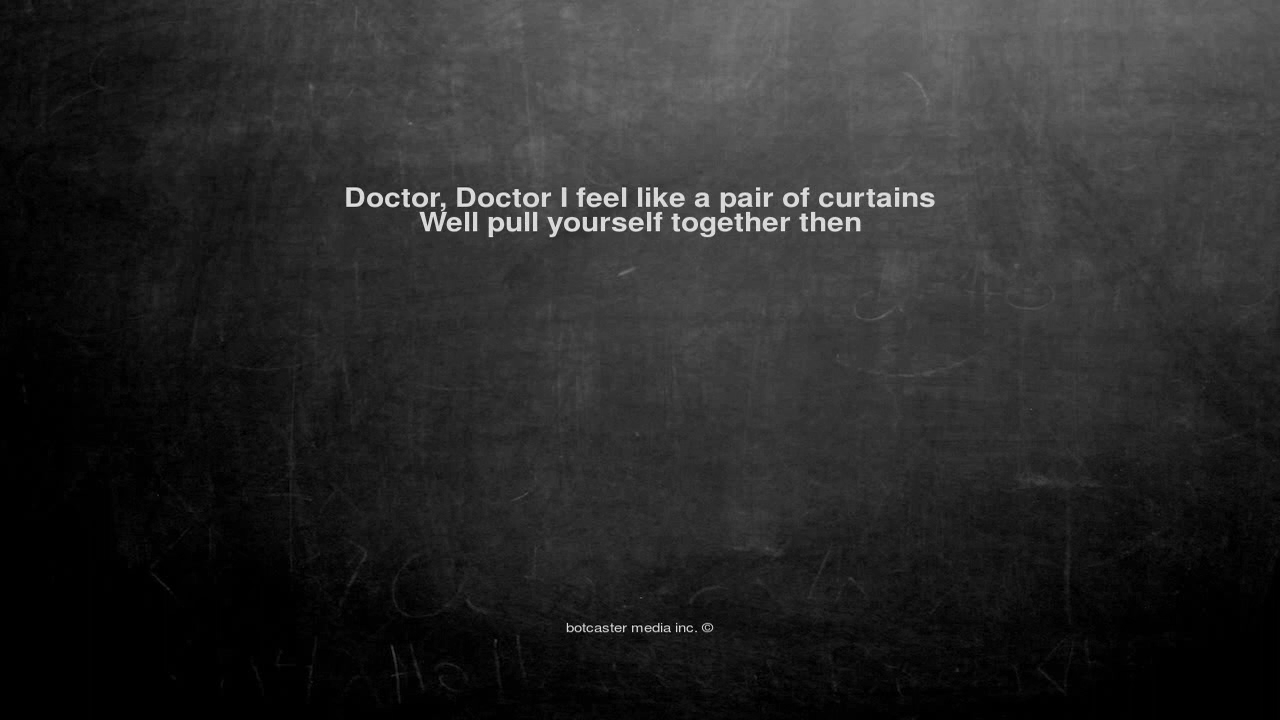 Doctor, Doctor I feel like a pair of curtains
Well pull yourself together then
botcaster media inc. ©